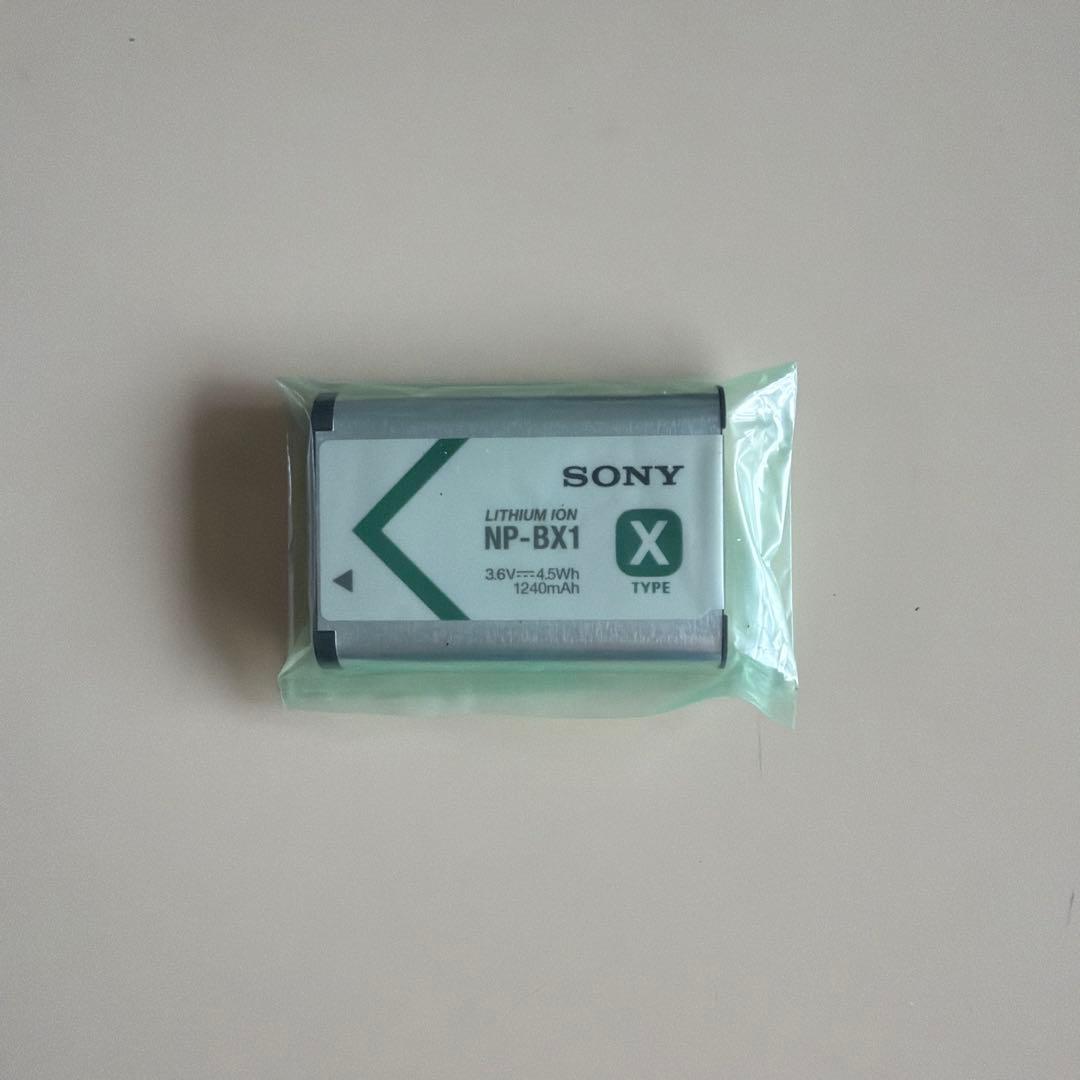 SONY
LITHIUM ION
NP-BX1
3.6V⎓4.5Wh
1240mAh
X
TYPE